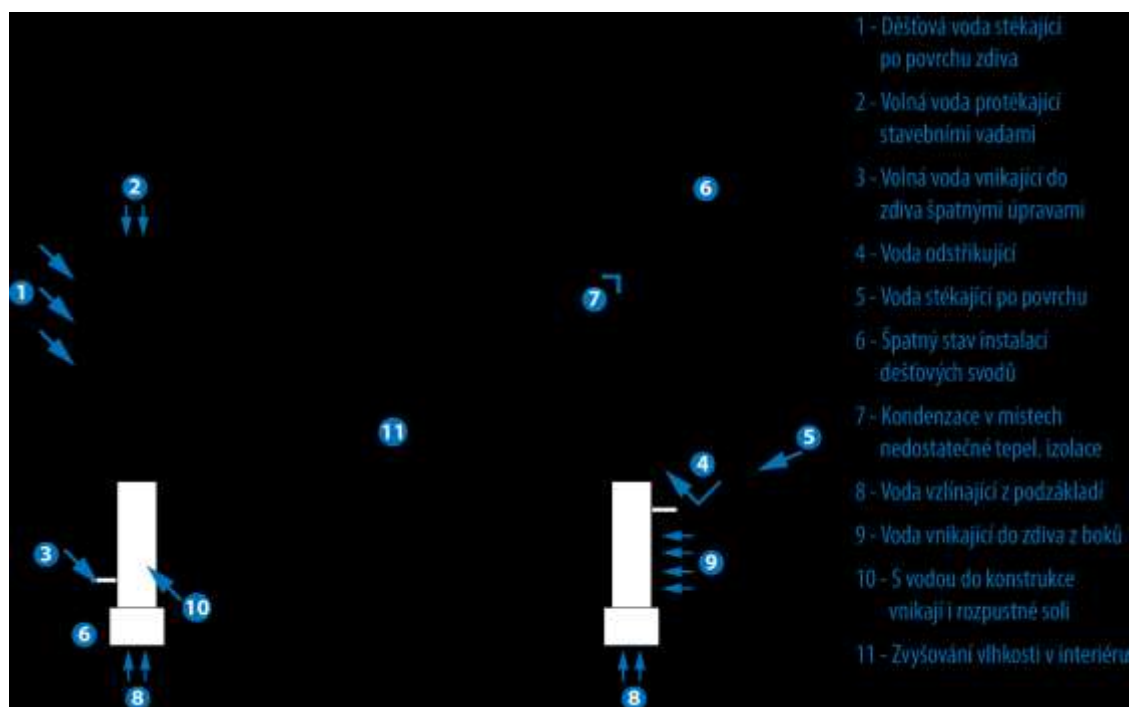 2
6
1
7
11
5
4
3
9
10
6
8
8
1 - Děšťová voda stékající
po povrchu zdiva
2 - Volná voda protékající
stavebními vadami
3 - Volná voda vnikající do
zdiva špatnými úpravami
4 - Voda odstřikující
5 - Voda stékající po povrchu
6 - Špatný stav instalací
dešťových svodů
7 - Kondenzace v místech
nedostatečné tepel. izolace
8 - Voda vzlínající z podzákladí
9 - Voda vnikající do zdiva z boků
10 - S vodou do konstrukce
vnikají i rozpustné soli
11 - Zvyšování vlhkosti v interiéru